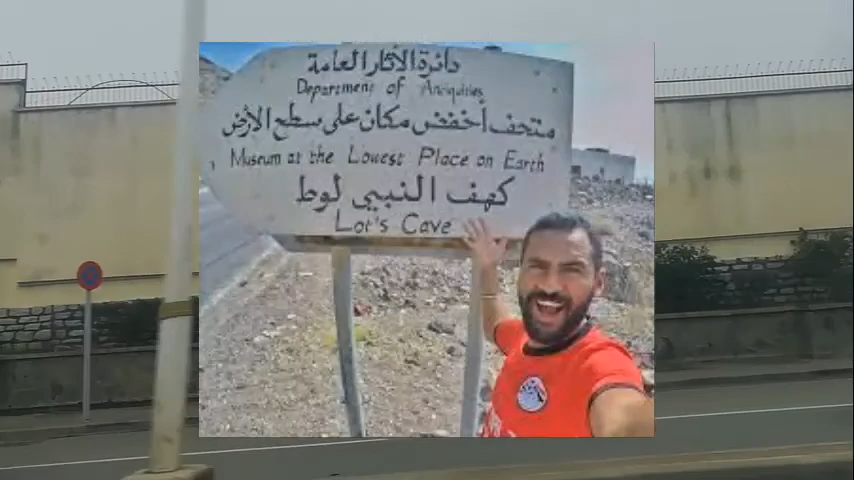 دائرة الآثار العامة
Department of Antiquities
متحف أخفض مكان على سطح الأرض
Museum at the Lowest Place on Earth
كهف النبي لوط
Lot's Cave